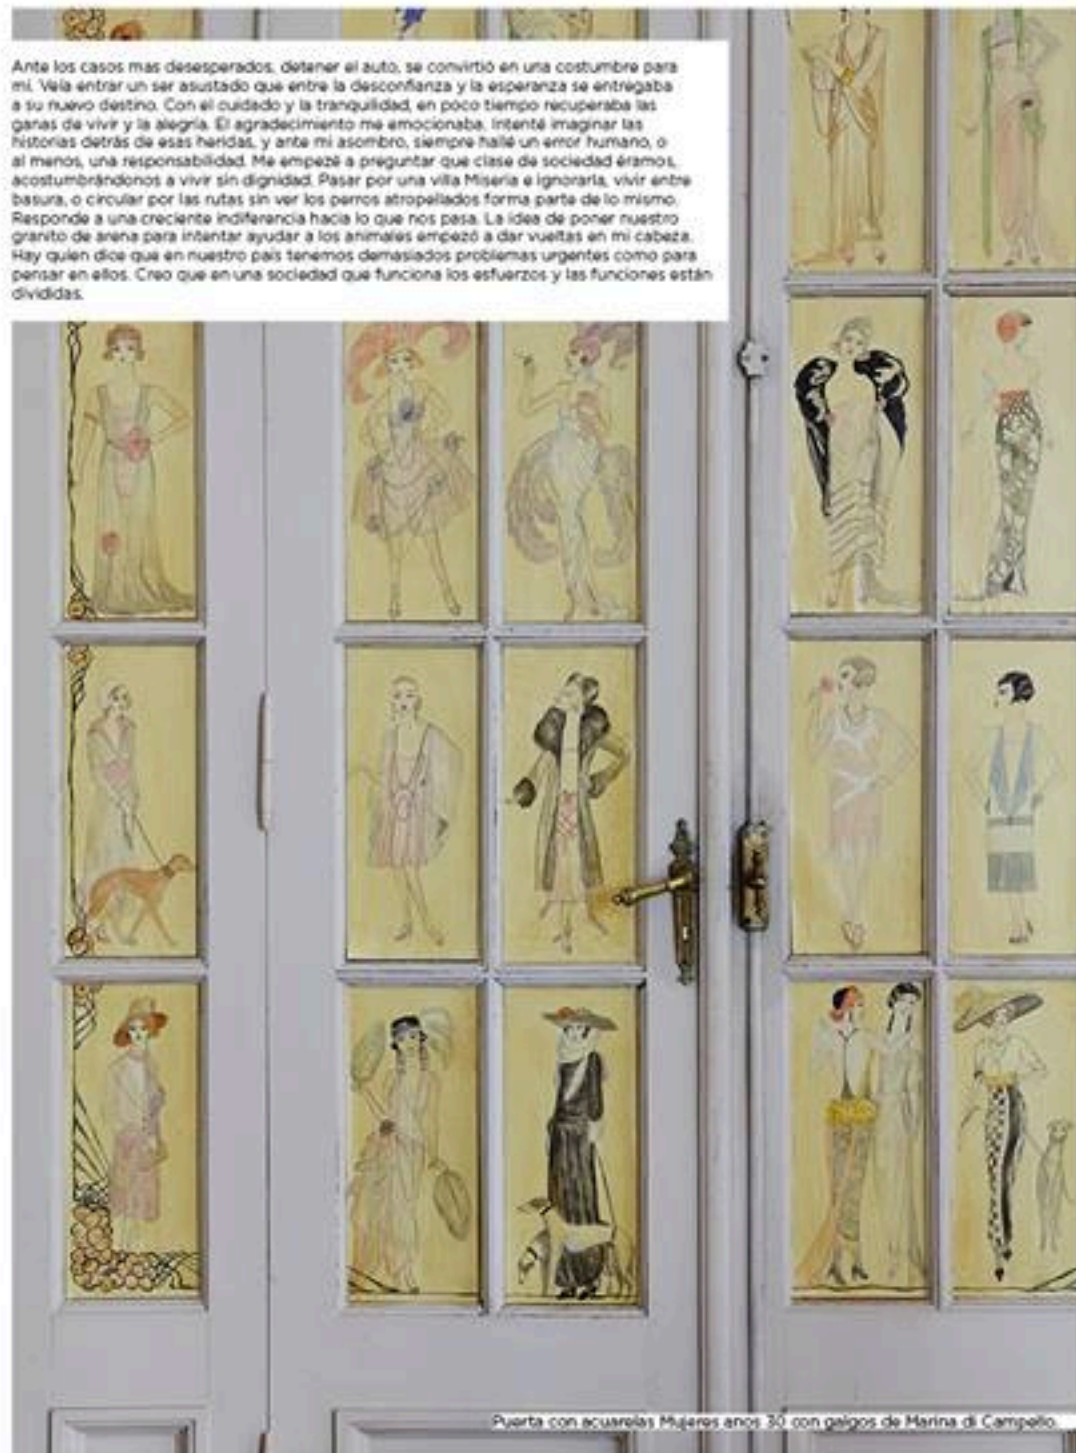 Ante los casos mas desesperados, detener el auto, se convirtió en una costumbre para
mí. Veía entrar un ser asustado que entre la desconfianza y la esperanza se entregaba
a su nuevo destino. Con el cuidado y la tranquilidad, en poco tiempo recuperaba las
ganas de vivir y la alegría. El agradecimiento me emocionaba. Intenté imaginar las
historias detrás de esas heridas, y ante mi asombro, siempre hallé un error humano, o
al menos, una responsabilidad. Me empezé a preguntar que clase de sociedad éramos,
acostumbrándonos a vivir sin dignidad. Pasar por una villa Miseria e ignorarla, vivir entre
basura, o circular por las rutas sin ver los perros atropellados forma parte de lo mismo.
Responde a una creciente indiferencia hacia lo que nos pasa. La idea de poner nuestro
granito de arena para intentar ayudar a los animales empezó a dar vueltas en mi cabeza.
Hay quien dice que en nuestro país tenemos demasiados problemas urgentes como para
pensar en ellos. Creo que en una sociedad que funciona los esfuerzos y las funciones están
divididas.
Puerta con acuarelas Mujeres anos 30 con galgos de Marina di Campello.